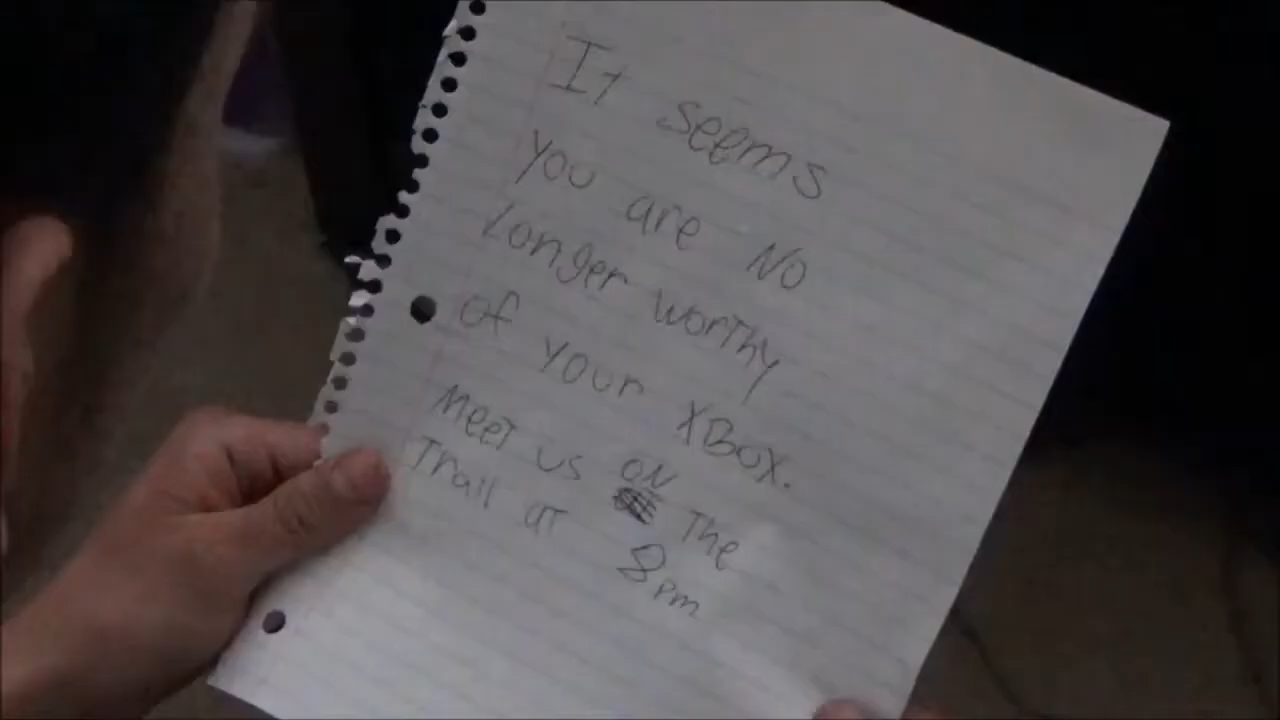 It seems
You are NO
Longer worthy
of your XBox.
Meet us ON The
Trail at 8pm